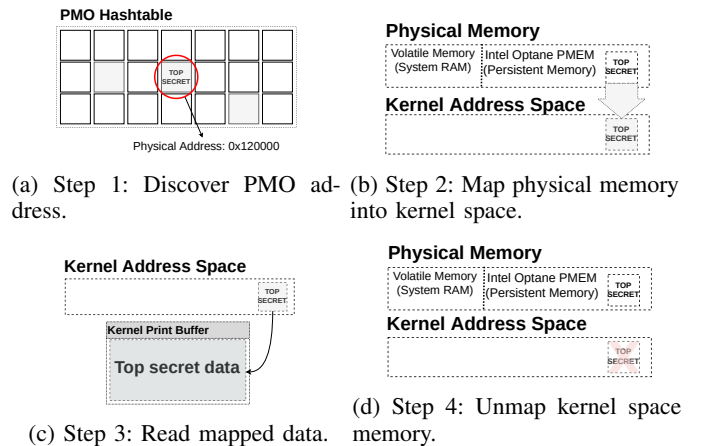 PMO Hashtable
TOP
SECRET
Physical Address: 0x120000
(a) Step 1: Discover PMO ad-
dress.
Physical Memory
Volatile Memory
(System RAM)
Intel Optane PMEM
(Persistent Memory)
TOP
SECRET
Kernel Address Space
TOP
SECRET
(b) Step 2: Map physical memory
into kernel space.
Kernel Address Space
TOP
SECRET
Kernel Print Buffer
Top secret data
(c) Step 3: Read mapped data.
Physical Memory
Volatile Memory
(System RAM)
Intel Optane PMEM
(Persistent Memory)
TOP
SECRET
Kernel Address Space
TOP
SECRET
(d) Step 4: Unmap kernel space
memory.